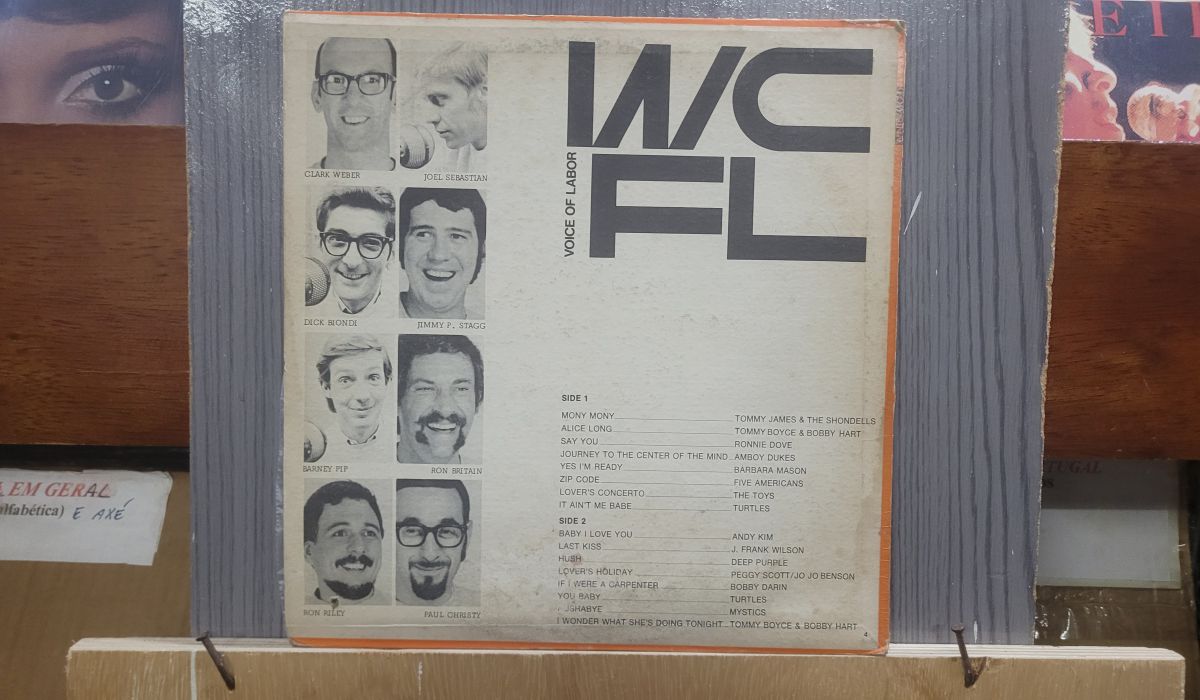 WC
FL
VOICE OF LABOR
CLARK WEBER
JOEL SEBASTIAN
DICK BIONDI
JIMMY P. STAGG
BARNEY PIP
RON BRITAIN
RON RILEY
PAUL CHRISTY
SIDE 1
MONY MONY TOMMY JAMES & THE SHONDELLS
ALICE LONG TOMMY BOYCE & BOBBY HART
SAY YOU RONNIE DOVE
JOURNEY TO THE CENTER OF THE MIND AMBOY DUKES
YES I'M READY BARBARA MASON
ZIP CODE FIVE AMERICANS
LOVER'S CONCERTO THE TOYS
IT AIN'T ME BABE TURTLES
SIDE 2
BABY I LOVE YOU ANDY KIM
LAST KISS J. FRANK WILSON
HUSH DEEP PURPLE
LOVER'S HOLIDAY PEGGY SCOTT/JO JO BENSON
IF I WERE A CARPENTER BOBBY DARIN
YOU BABY TURTLES
USHABYE MYSTICS
I WONDER WHAT SHE'S DOING TONIGHT TOMMY BOYCE & BOBBY HART
4
A EM GERAL
alfabética) E AXÉ
TUGAL